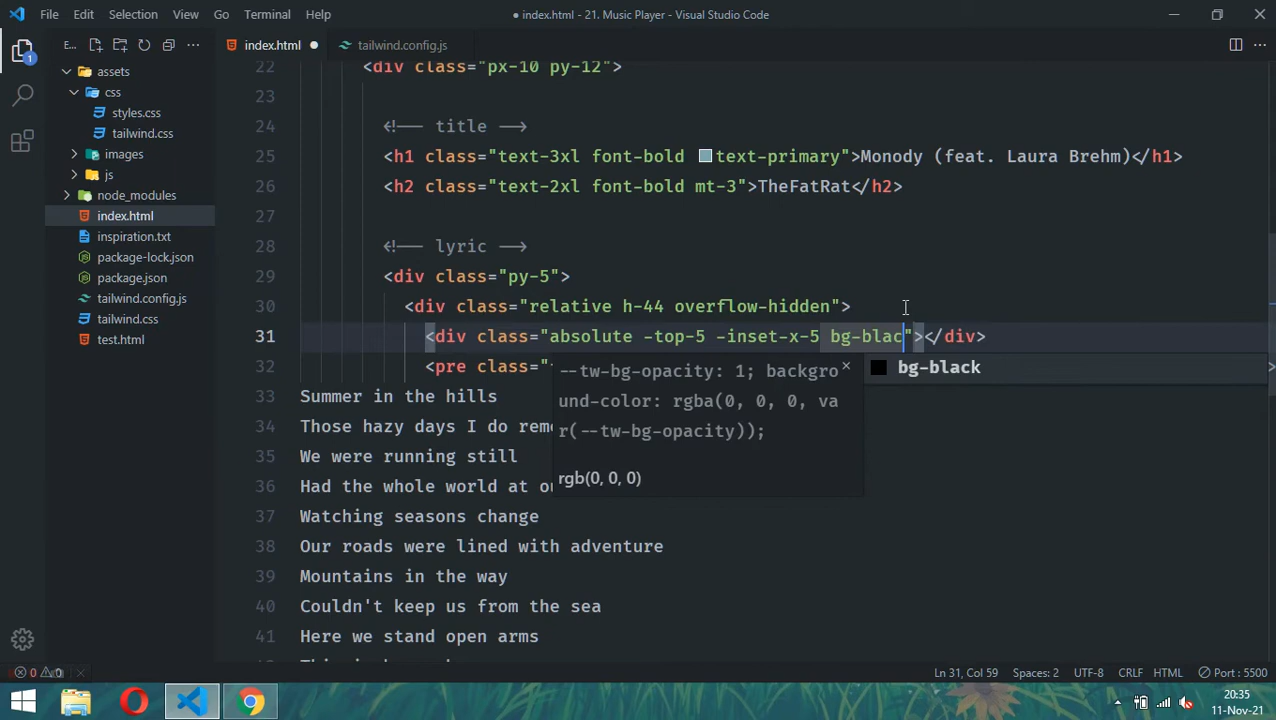 File Edit Selection View Go Terminal Help
● index.html - 21. Music Player - Visual Studio Code
E... index.html ● tailwind.config.js
assets
css
styles.css
tailwind.css
images
js
node_modules
index.html
inspiration.txt
package-lock.json
package.json
tailwind.config.js
tailwind.css
test.html
1
22 <div class="px-10 py-12">
23
24 <!-- title -->
25 <h1 class="text-3xl font-bold text-primary">Monody (feat. Laura Brehm)</h1>
26 <h2 class="text-2xl font-bold mt-3">TheFatRat</h2>
27
28 <!-- lyric -->
29 <div class="py-5">
30 <div class="relative h-44 overflow-hidden">
31 <div class="absolute -top-5 -inset-x-5 bg-blac"></div>
32 <pre class="
33 Summer in the hills
34 Those hazy days I do
35 We were running still
36 Had the whole world at
37 Watching seasons change
38 Our roads were lined with adventure
39 Mountains in the way
40 Couldn't keep us from the sea
41 Here we stand open arms
--tw-bg-opacity: 1; backgro
und-color: rgba(0, 0, 0, va
r(--tw-bg-opacity));
rgb(0, 0, 0)
bg-black
0 0
Ln 31, Col 59 Spaces: 2 UTF-8 CRLF HTML Port : 5500
20:35
11-Nov-21